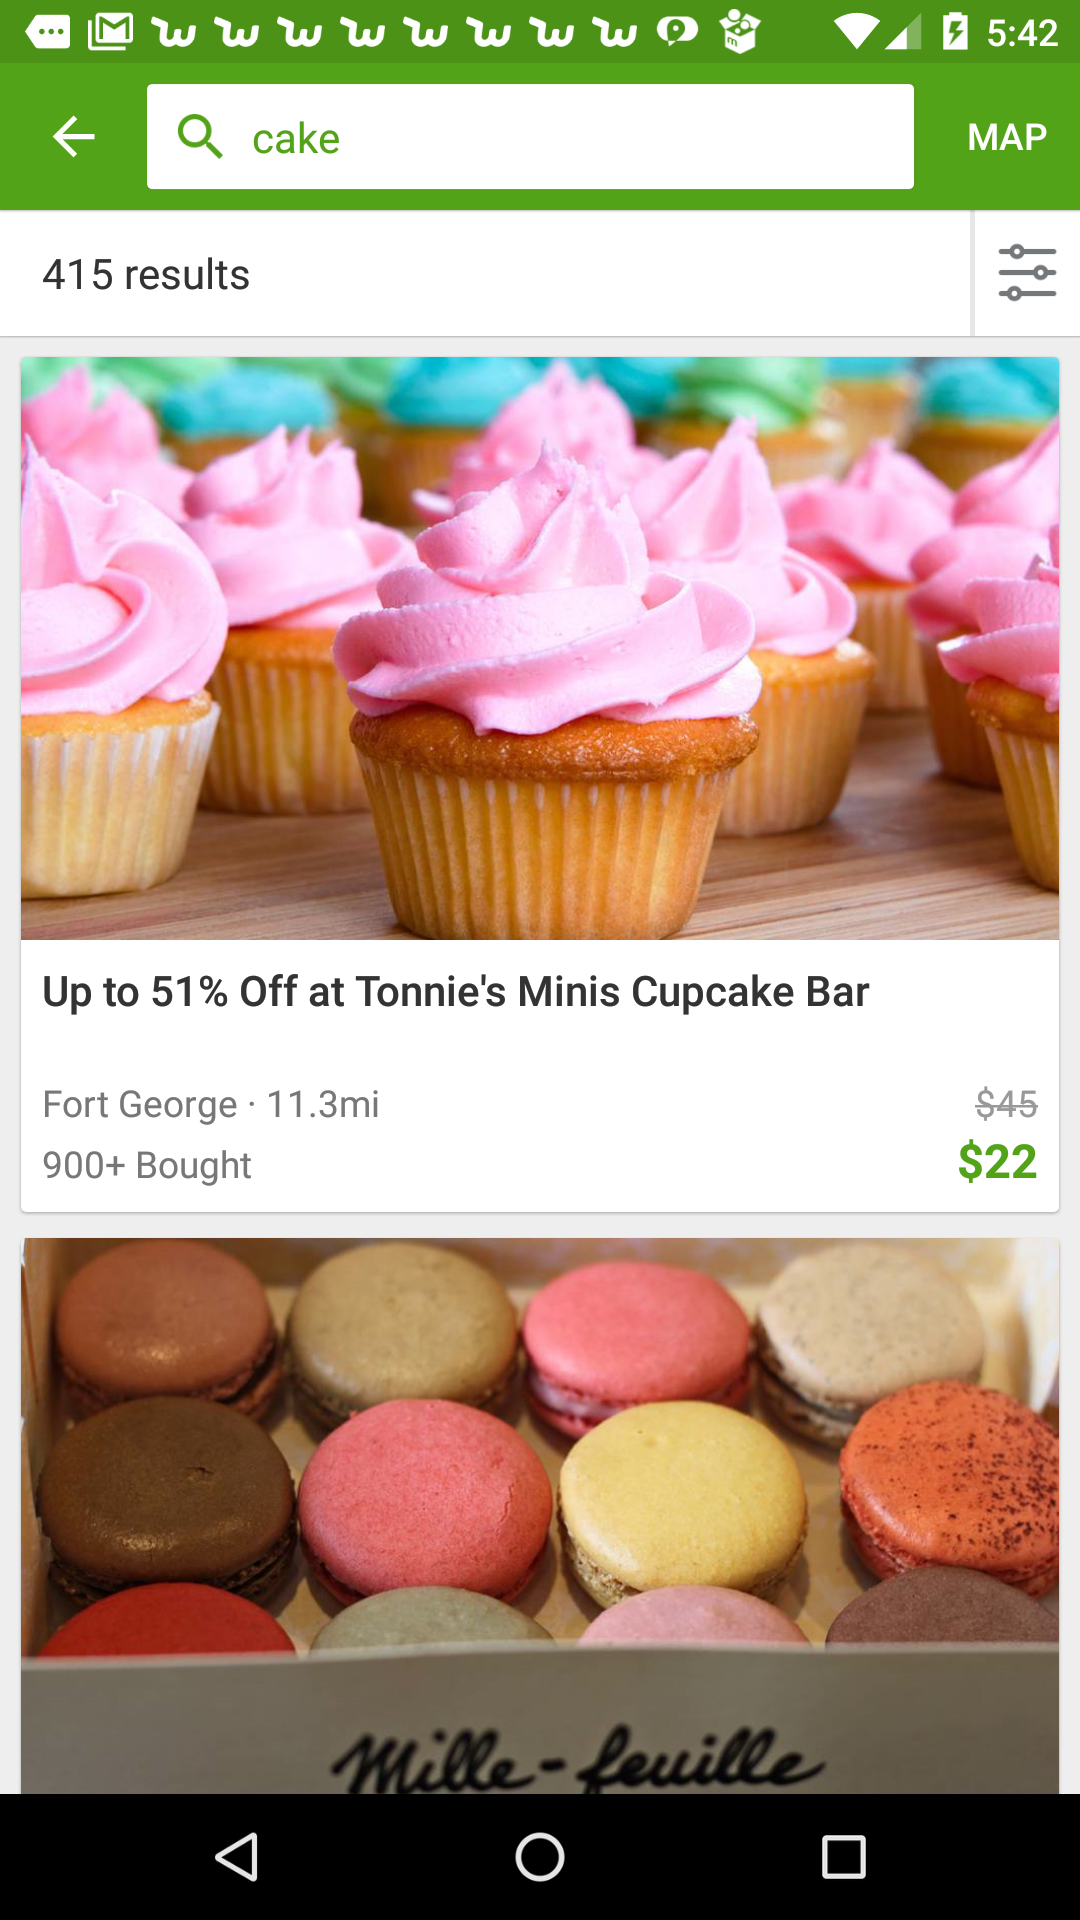 5:42
cake
MAP
415 results
Up to 51% Off at Tonnie's Minis Cupcake Bar
Fort George · 11.3mi
$45
900+ Bought
$22
Mille-feuille